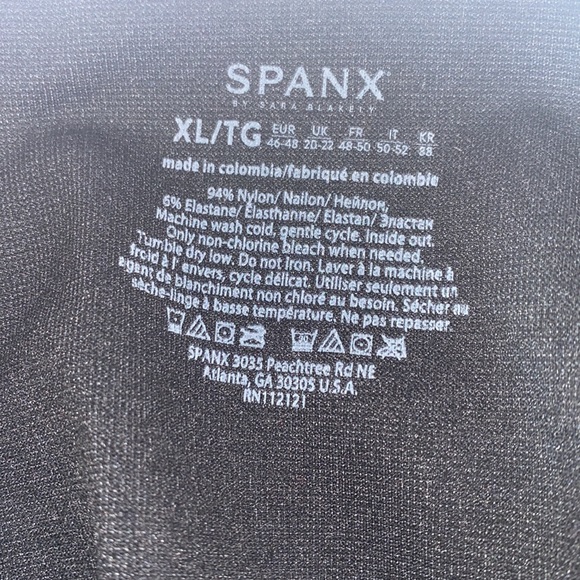 SPANX
BY SARA BLAKELY
XL/TG EUR 46-48 UK 20-22 FR 48-50 IT 50-52 KR 88
made in colombia/fabriqué en colombie
94% Nylon/ Nailon/ Нейлон,
6% Elastane/ Élasthanne/ Elastan/ Эластан
Machine wash cold, gentle cycle. Inside out.
Only non-chlorine bleach when needed.
Tumble dry low. Do not iron. Laver à la machine à
froid à l'envers, cycle délicat. Utiliser seulement un
agent de blanchiment non chloré au besoin. Sécher au
sèche-linge à basse température. Ne pas repasser.
30
SPANX 3035 Peachtree Rd NE
Atlanta, GA 30305 U.S.A.
RN112121